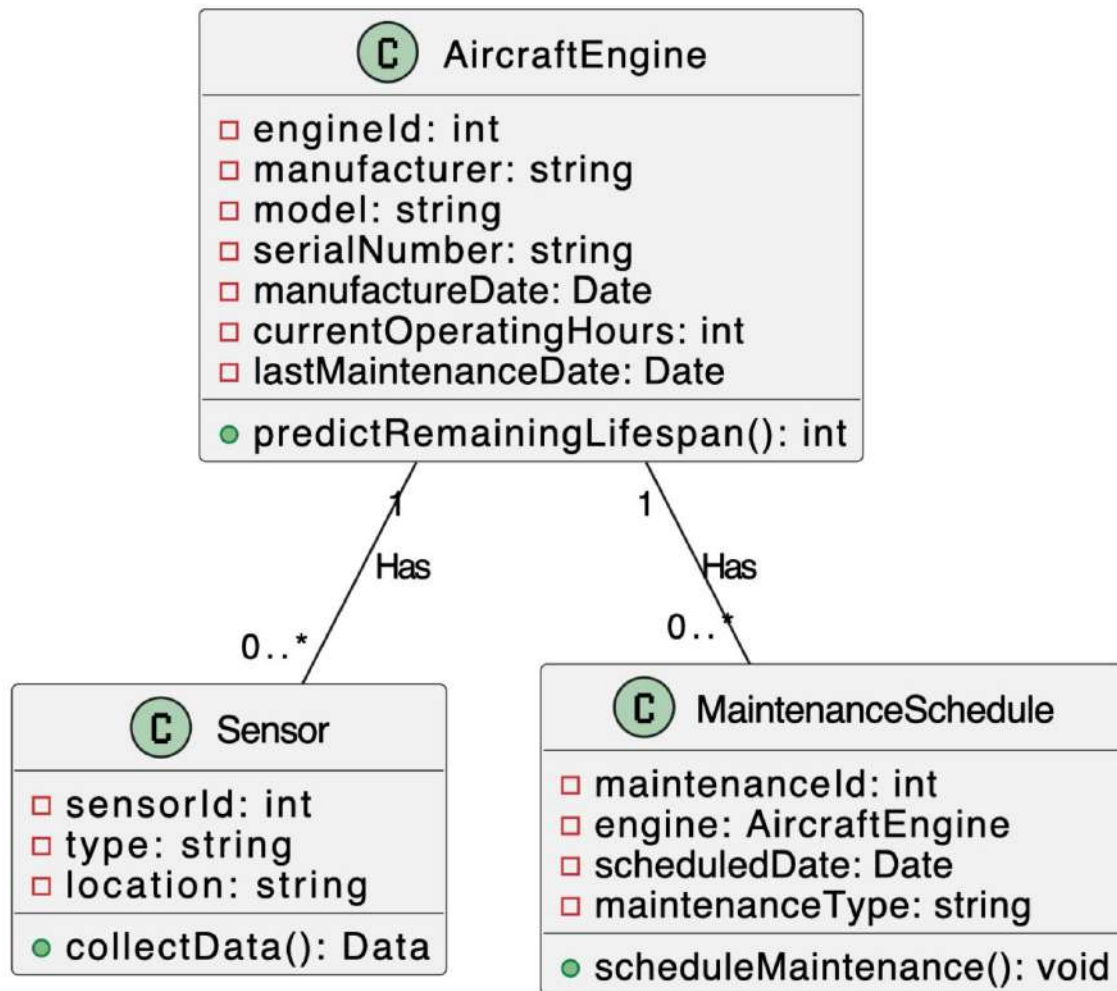 C AircraftEngine
engineId: int
manufacturer: string
model: string
serialNumber: string
manufactureDate: Date
currentOperatingHours: int
lastMaintenanceDate: Date
predictRemainingLifespan(): int
1
1
Has
Has
0..*
0..*
C Sensor
sensorId: int
type: string
location: string
collectData(): Data
C MaintenanceSchedule
maintenanceId: int
engine: AircraftEngine
scheduledDate: Date
maintenanceType: string
scheduleMaintenance(): void